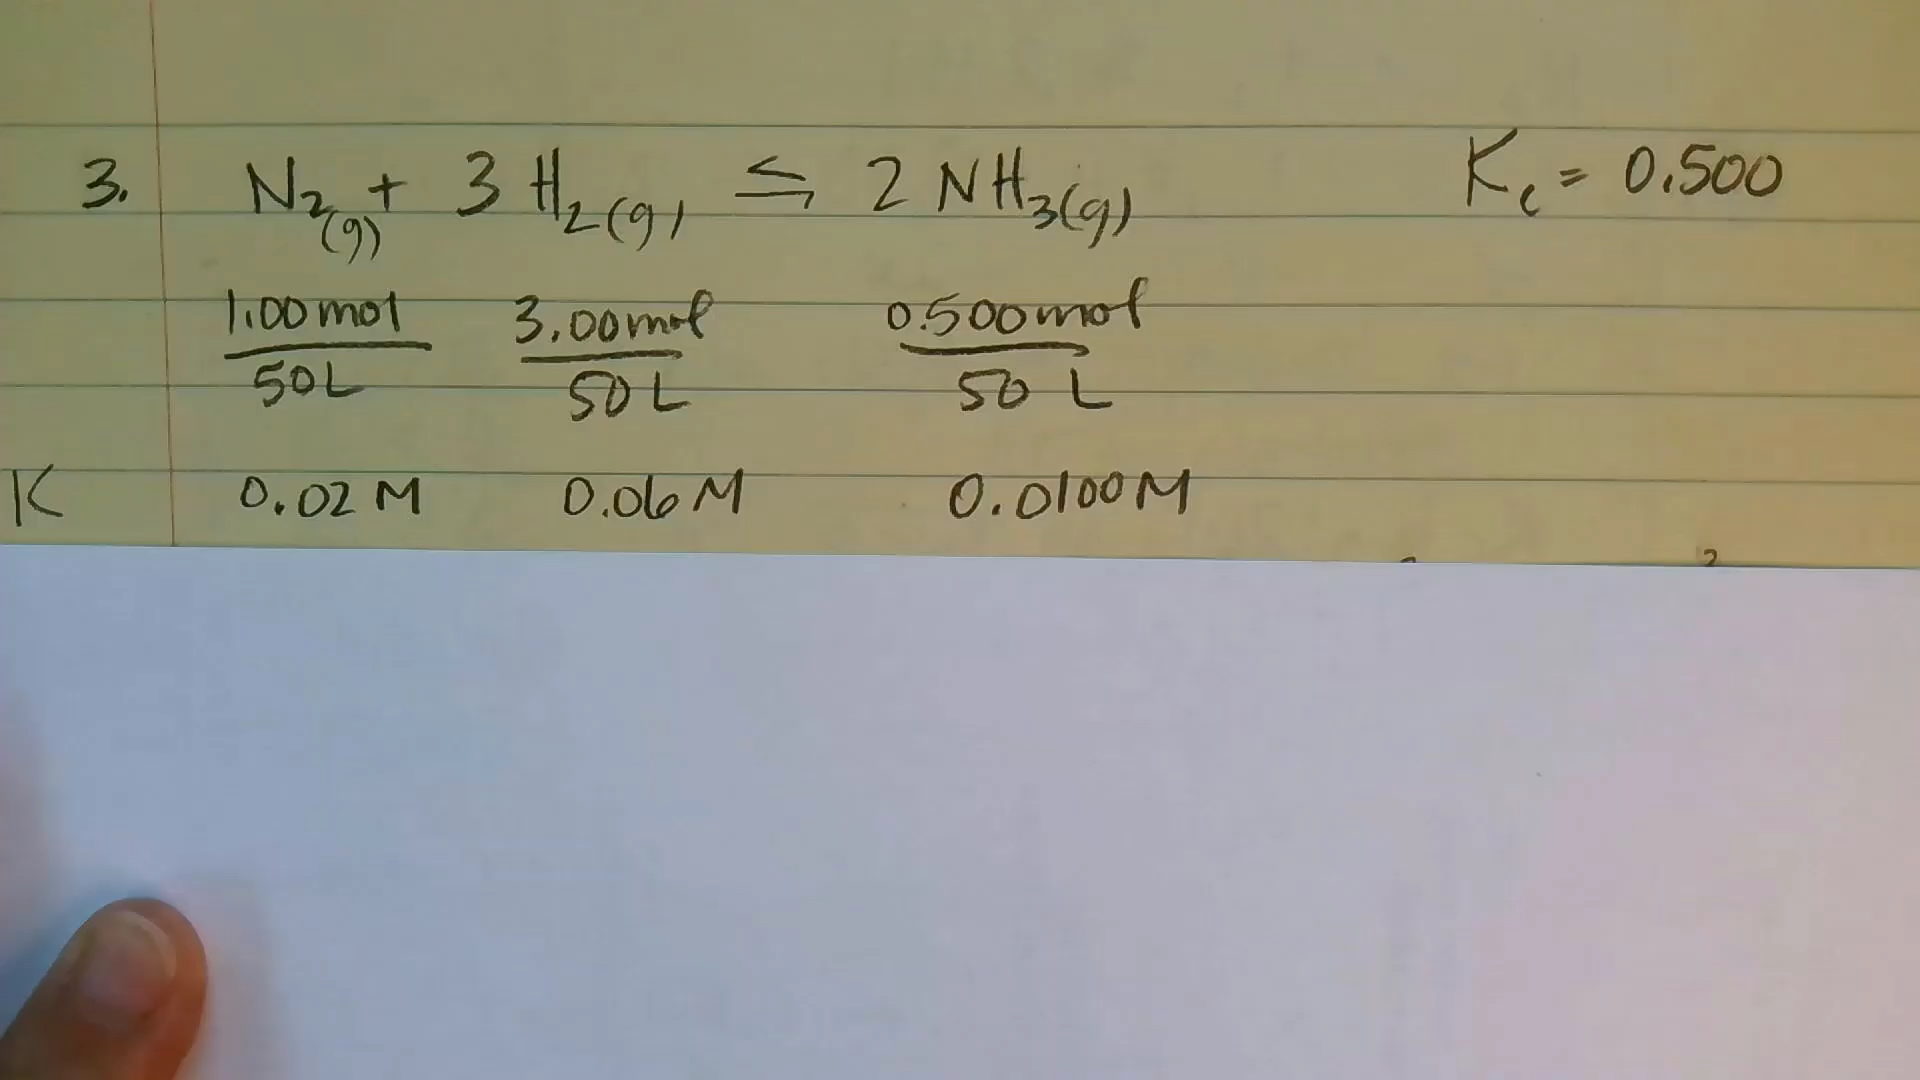 3. N₂(g) + 3 H₂(g) ⇌ 2 NH₃(g) Kc = 0.500
1.00 mol 3.00 mol 0.500 mol
50L 50 L 50 L
K 0.02 M 0.06 M 0.0100 M